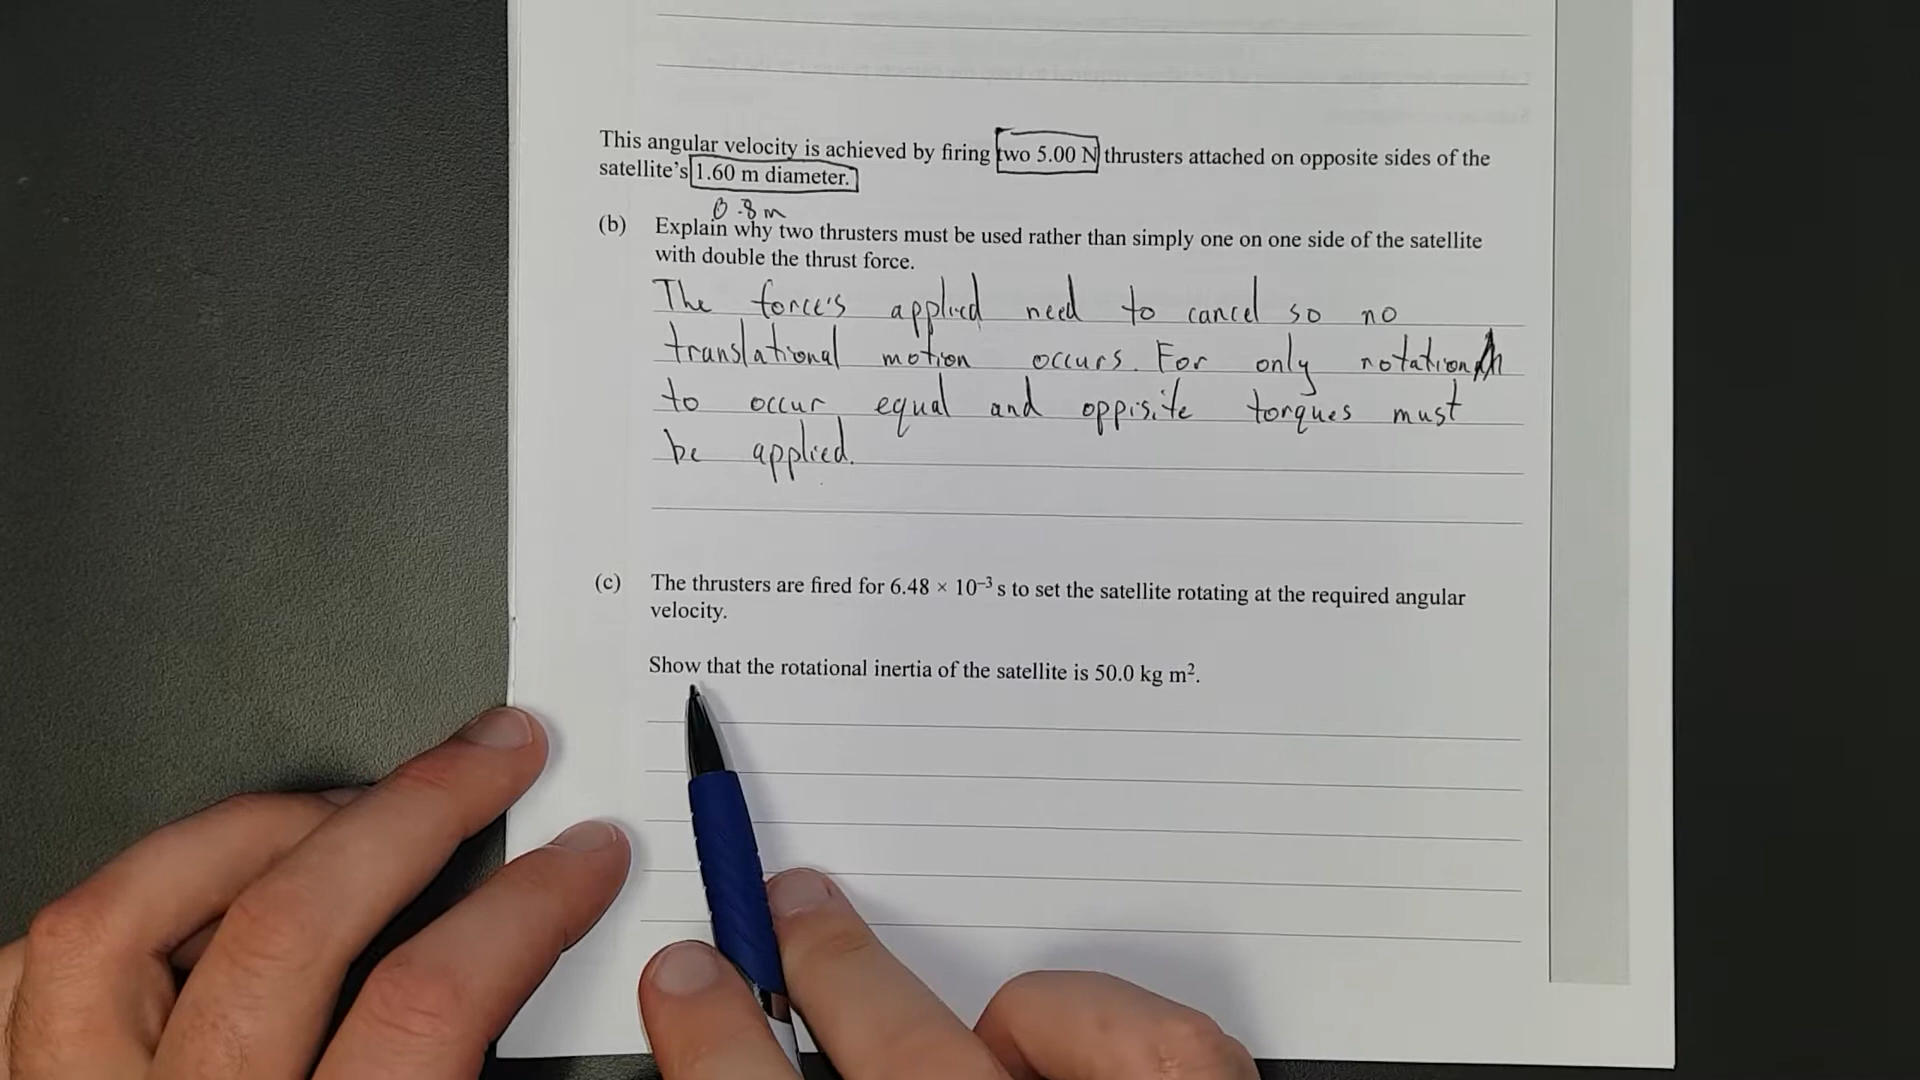 This angular velocity is achieved by firing two 5.00 N thrusters attached on opposite sides of the
satellite's 1.60 m diameter.
0.8m
(b) Explain why two thrusters must be used rather than simply one on one side of the satellite
with double the thrust force.
The force's applied need to cancel so no
translational motion occurs. For only rotation
to occur equal and oppisite torques must
be applied.
(c) The thrusters are fired for 6.48 × 10⁻³ s to set the satellite rotating at the required angular
velocity.
Show that the rotational inertia of the satellite is 50.0 kg m².